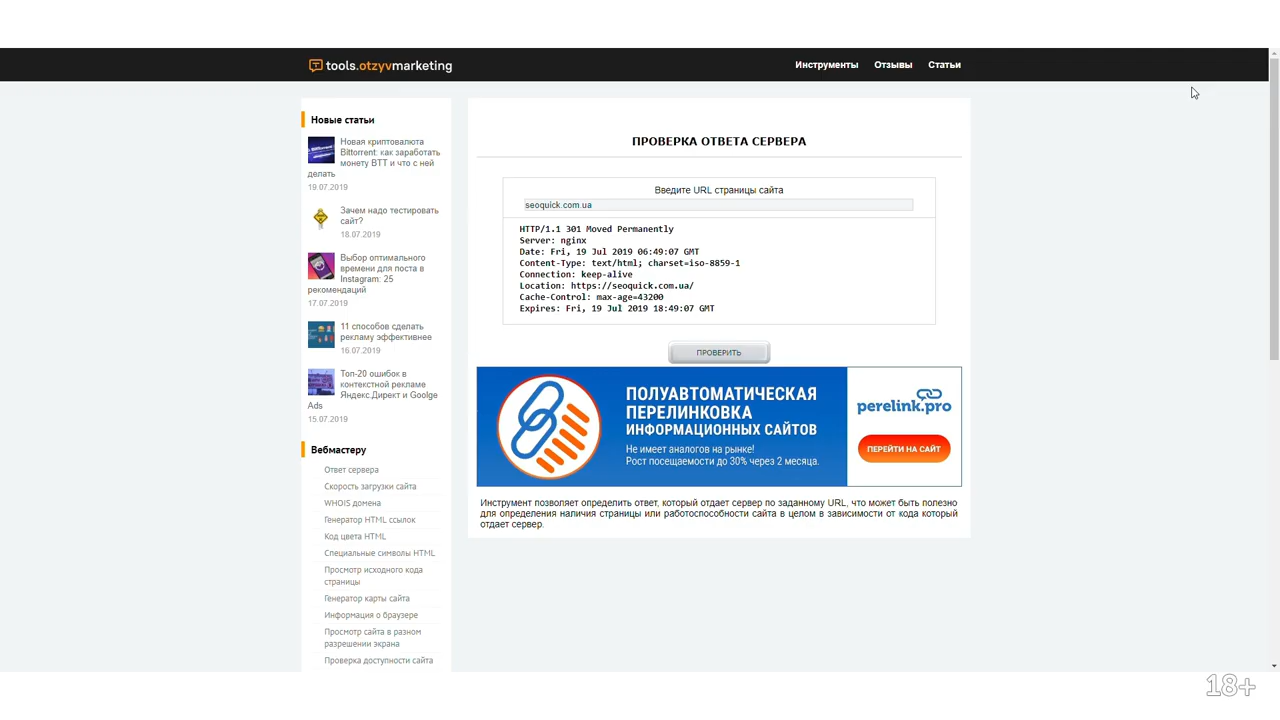 tools.otzyvmarketing
Инструменты
Отзывы
Статьи
Новые статьи
Новая криптовалюта
Bittorrent: как заработать
монету BTT и что с ней
делать
19.07.2019
Зачем надо тестировать
сайт?
18.07.2019
Выбор оптимального
времени для поста в
Instagram: 25
рекомендаций
17.07.2019
11 способов сделать
рекламу эффективнее
16.07.2019
Топ-20 ошибок в
контекстной рекламе
Яндекс.Директ и Goolge
Ads
15.07.2019
Вебмастеру
Ответ сервера
Скорость загрузки сайта
WHOIS домена
Генератор HTML ссылок
Код цвета HTML
Специальные символы HTML
Просмотр исходного кода
страницы
Генератор карты сайта
Информация о браузере
Просмотр сайта в разном
разрешении экрана
Проверка доступности сайта
ПРОВЕРКА ОТВЕТА СЕРВЕРА
Введите URL страницы сайта
seoquick.com.ua
HTTP/1.1 301 Moved Permanently
Server: nginx
Date: Fri, 19 Jul 2019 06:49:07 GMT
Content-Type: text/html; charset=iso-8859-1
Connection: keep-alive
Location: https://seoquick.com.ua/
Cache-Control: max-age=43200
Expires: Fri, 19 Jul 2019 18:49:07 GMT
ПРОВЕРИТЬ
ПОЛУАВТОМАТИЧЕСКАЯ
ПЕРЕЛИНКОВКА
ИНФОРМАЦИОННЫХ САЙТОВ
Не имеет аналогов на рынке!
Рост посещаемости до 30% через 2 месяца.
perelink.pro
ПЕРЕЙТИ НА САЙТ
Инструмент позволяет определить ответ, который отдает сервер по заданному URL, что может быть полезно
для определения наличия страницы или работоспособности сайта в целом в зависимости от кода который
отдает сервер.
18+